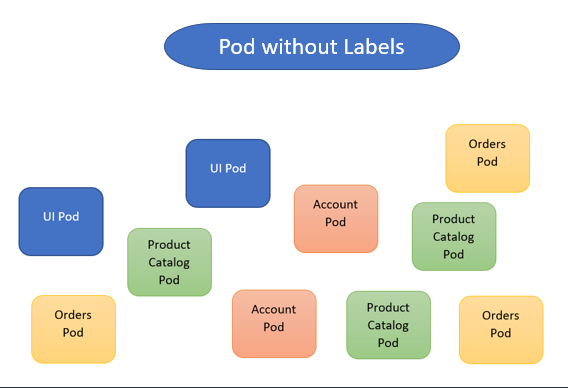 Pod without Labels
Orders
Pod
UI Pod
Account
Pod
UI Pod
Product
Catalog
Pod
Product
Catalog
Pod
Orders
Pod
Account
Pod
Product
Catalog
Pod
Orders
Pod